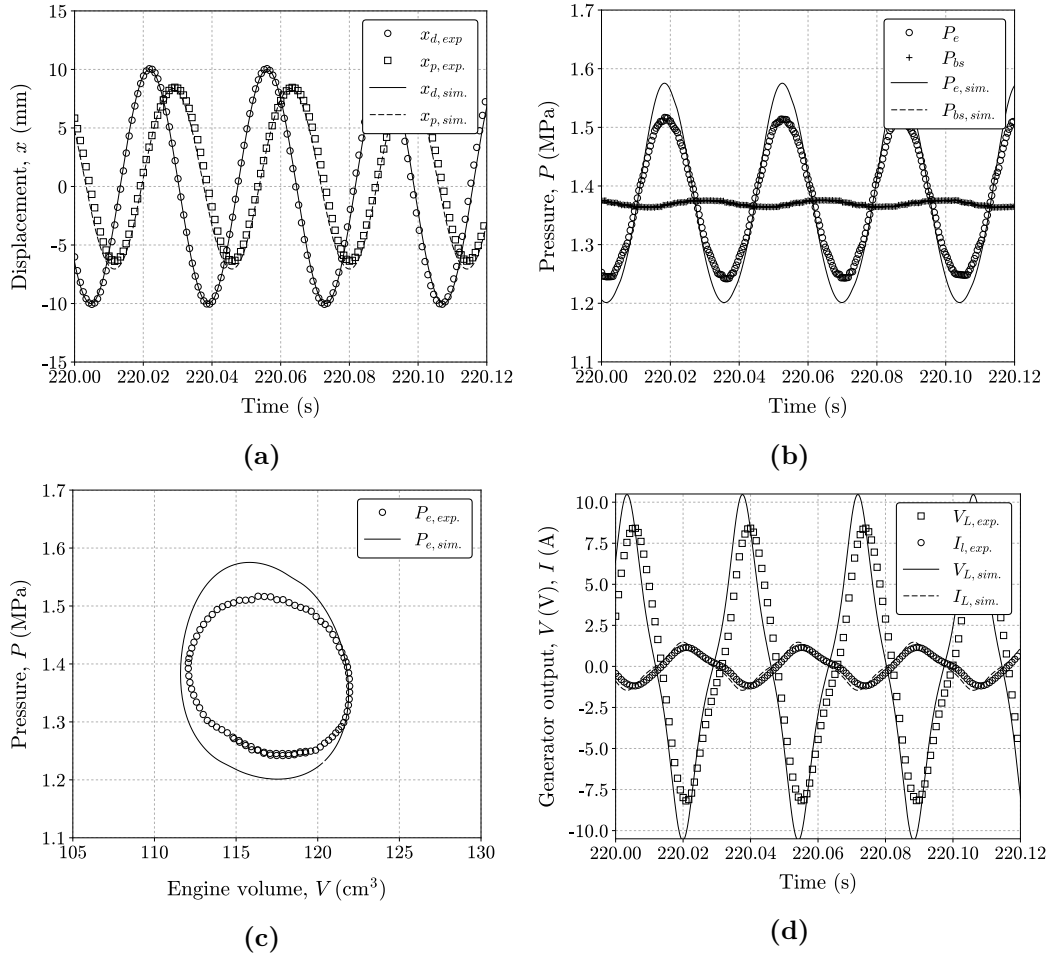 15
10
5
0
-5
-10
-15
Displacement, x (mm)
x_{d,exp}
x_{p,exp.}
x_{d,sim.}
x_{p,sim.}
220.00 220.02 220.04 220.06 220.08 220.10 220.12
Time (s)
(a)
1.7
1.6
1.5
1.4
1.3
1.2
1.1
Pressure, P (MPa)
P_e
P_{bs}
P_{e,sim.}
P_{bs,sim.}
220.00 220.02 220.04 220.06 220.08 220.10 220.12
Time (s)
(b)
1.7
1.6
1.5
1.4
1.3
1.2
1.1
Pressure, P (MPa)
P_{e,exp.}
P_{e,sim.}
105 110 115 120 125 130
Engine volume, V (cm³)
(c)
10.0
7.5
5.0
2.5
0.0
-2.5
-5.0
-7.5
-10.0
Generator output, V (V), I (A)
V_{L,exp.}
I_{l,exp.}
V_{L,sim.}
I_{L,sim.}
220.00 220.02 220.04 220.06 220.08 220.10 220.12
Time (s)
(d)